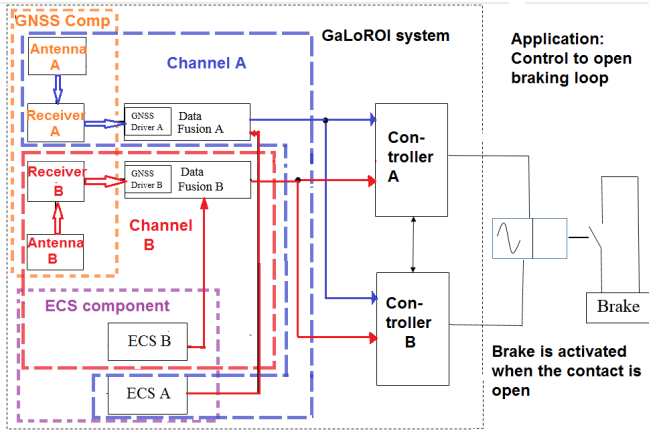 GNSS Comp
GaLoROI system
Application:
Control to open
braking loop
Antenna
A
Channel A
Receiver
A
GNSS
Driver A
Data
Fusion A
Con-
troller
A
Receiver
B
GNSS
Driver B
Data
Fusion B
Channel
B
Antenna
B
ECS component
ECS B
ECS A
Con-
troller
B
Brake
Brake is activated
when the contact is
open